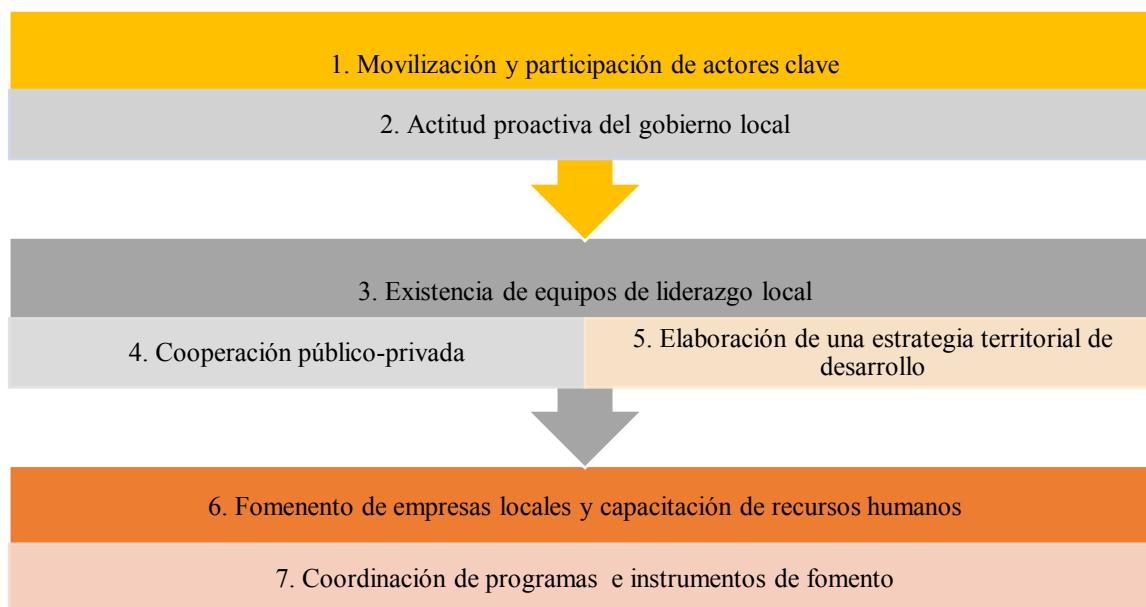 1. Movilización y participación de actores clave
2. Actitud proactiva del gobierno local
3. Existencia de equipos de liderazgo local
4. Cooperación público-privada
5. Elaboración de una estrategia territorial de
desarrollo
6. Fomenento de empresas locales y capacitación de recursos humanos
7. Coordinación de programas e instrumentos de fomento